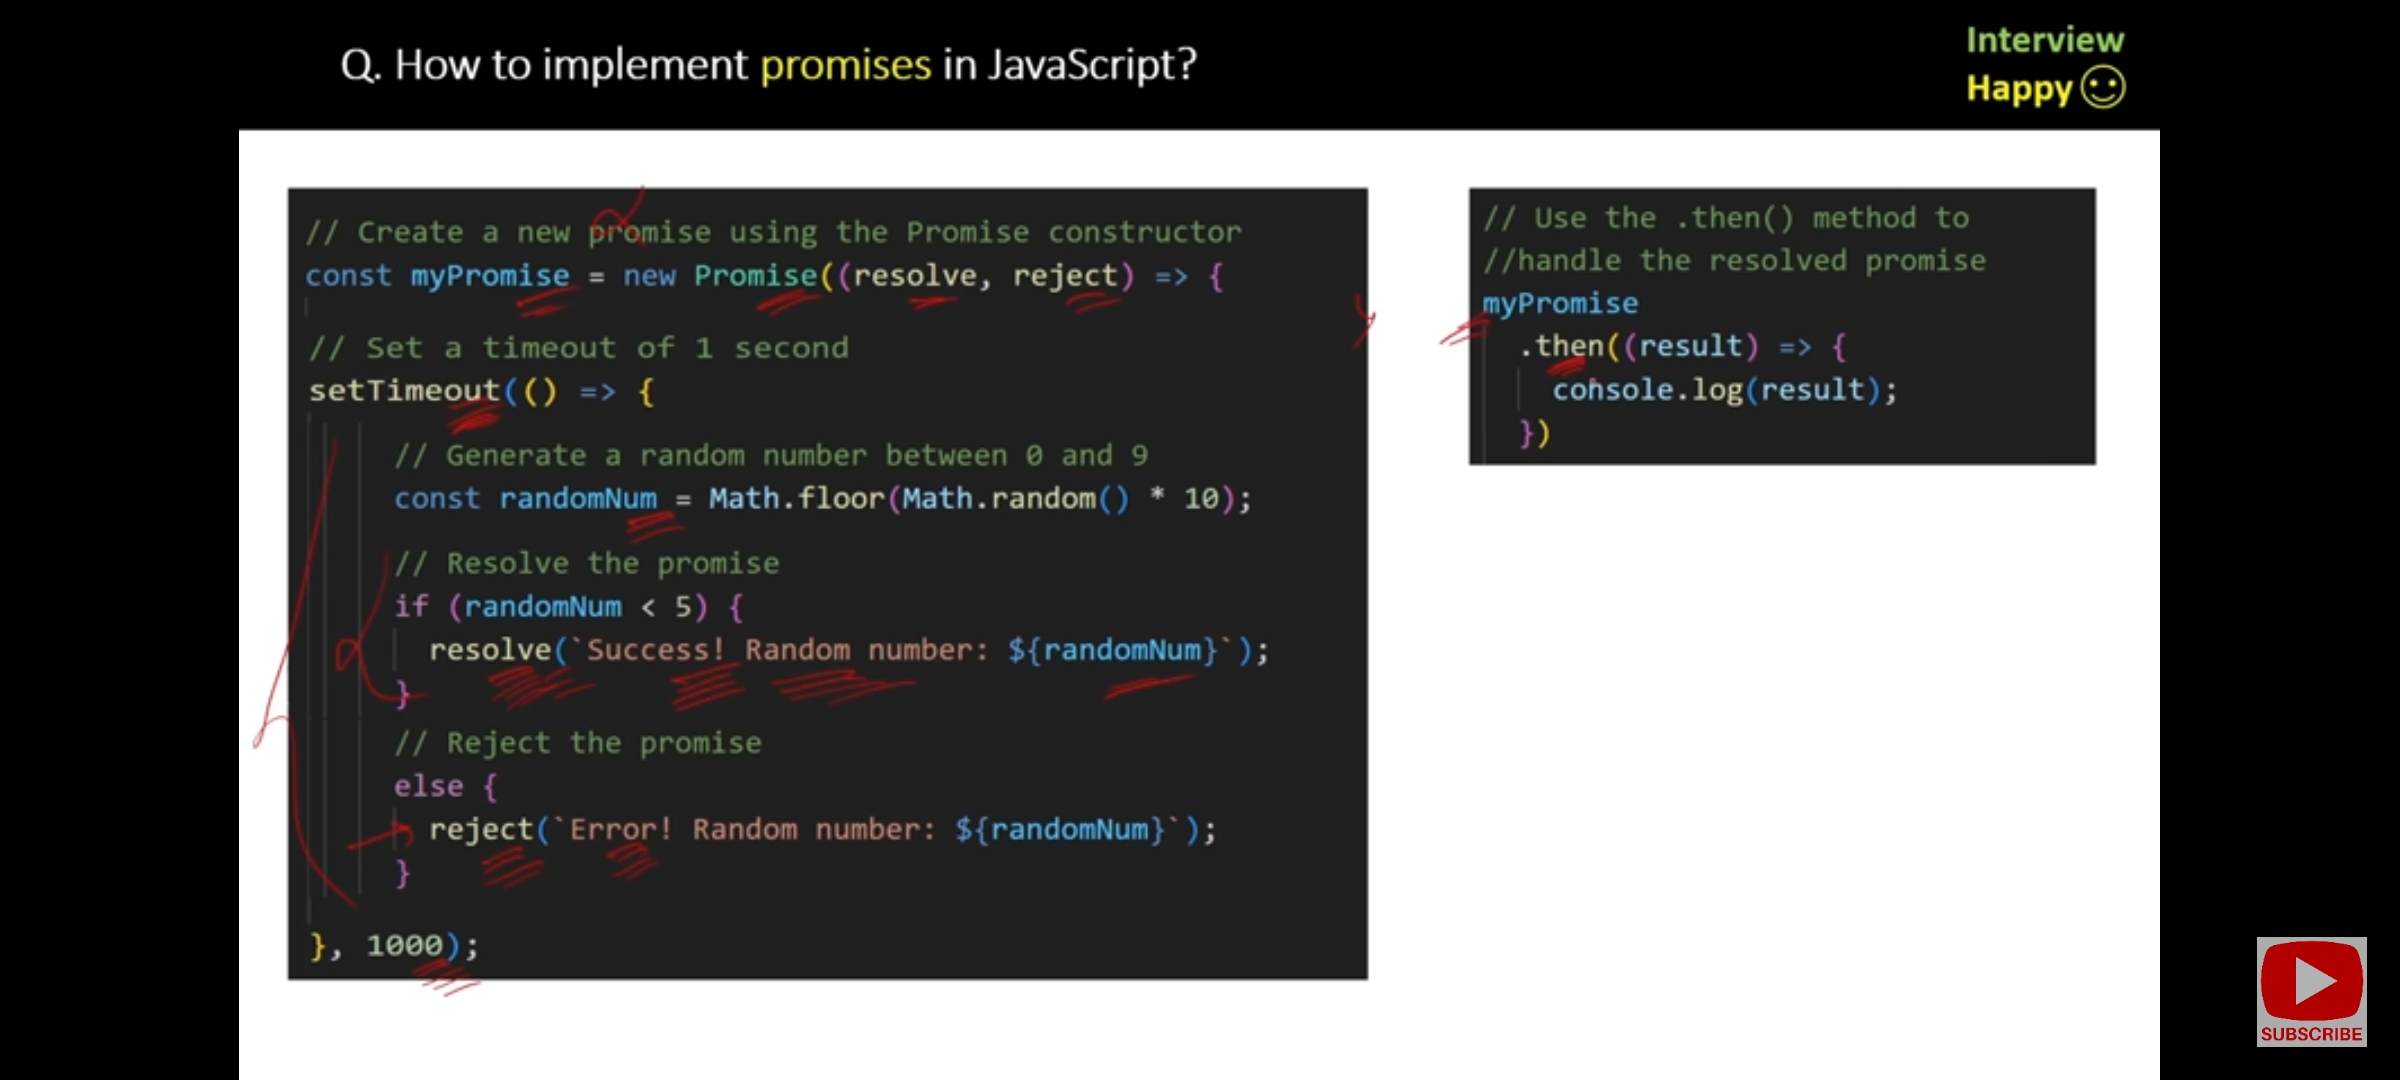 Q. How to implement promises in JavaScript?
Interview
Happy
// Create a new promise using the Promise constructor
const myPromise = new Promise((resolve, reject) => {
// Set a timeout of 1 second
setTimeout(() => {
// Generate a random number between 0 and 9
const randomNum = Math.floor(Math.random() * 10);
// Resolve the promise
if (randomNum < 5) {
resolve(`Success! Random number: ${randomNum}`);
}
// Reject the promise
else {
reject(`Error! Random number: ${randomNum}`);
}
}, 1000);
// Use the .then() method to
//handle the resolved promise
myPromise
.then((result) => {
console.log(result);
})
SUBSCRIBE